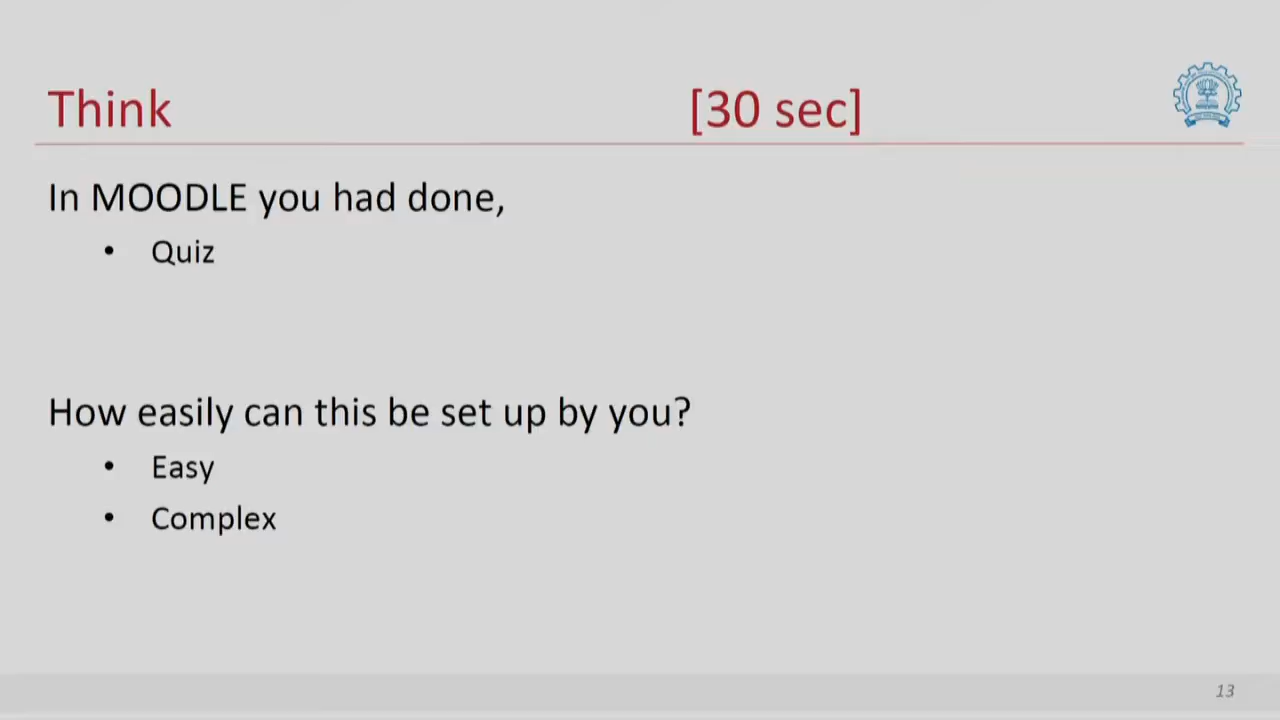 Think [30 sec]
In MOODLE you had done,
• Quiz
How easily can this be set up by you?
• Easy
• Complex
13